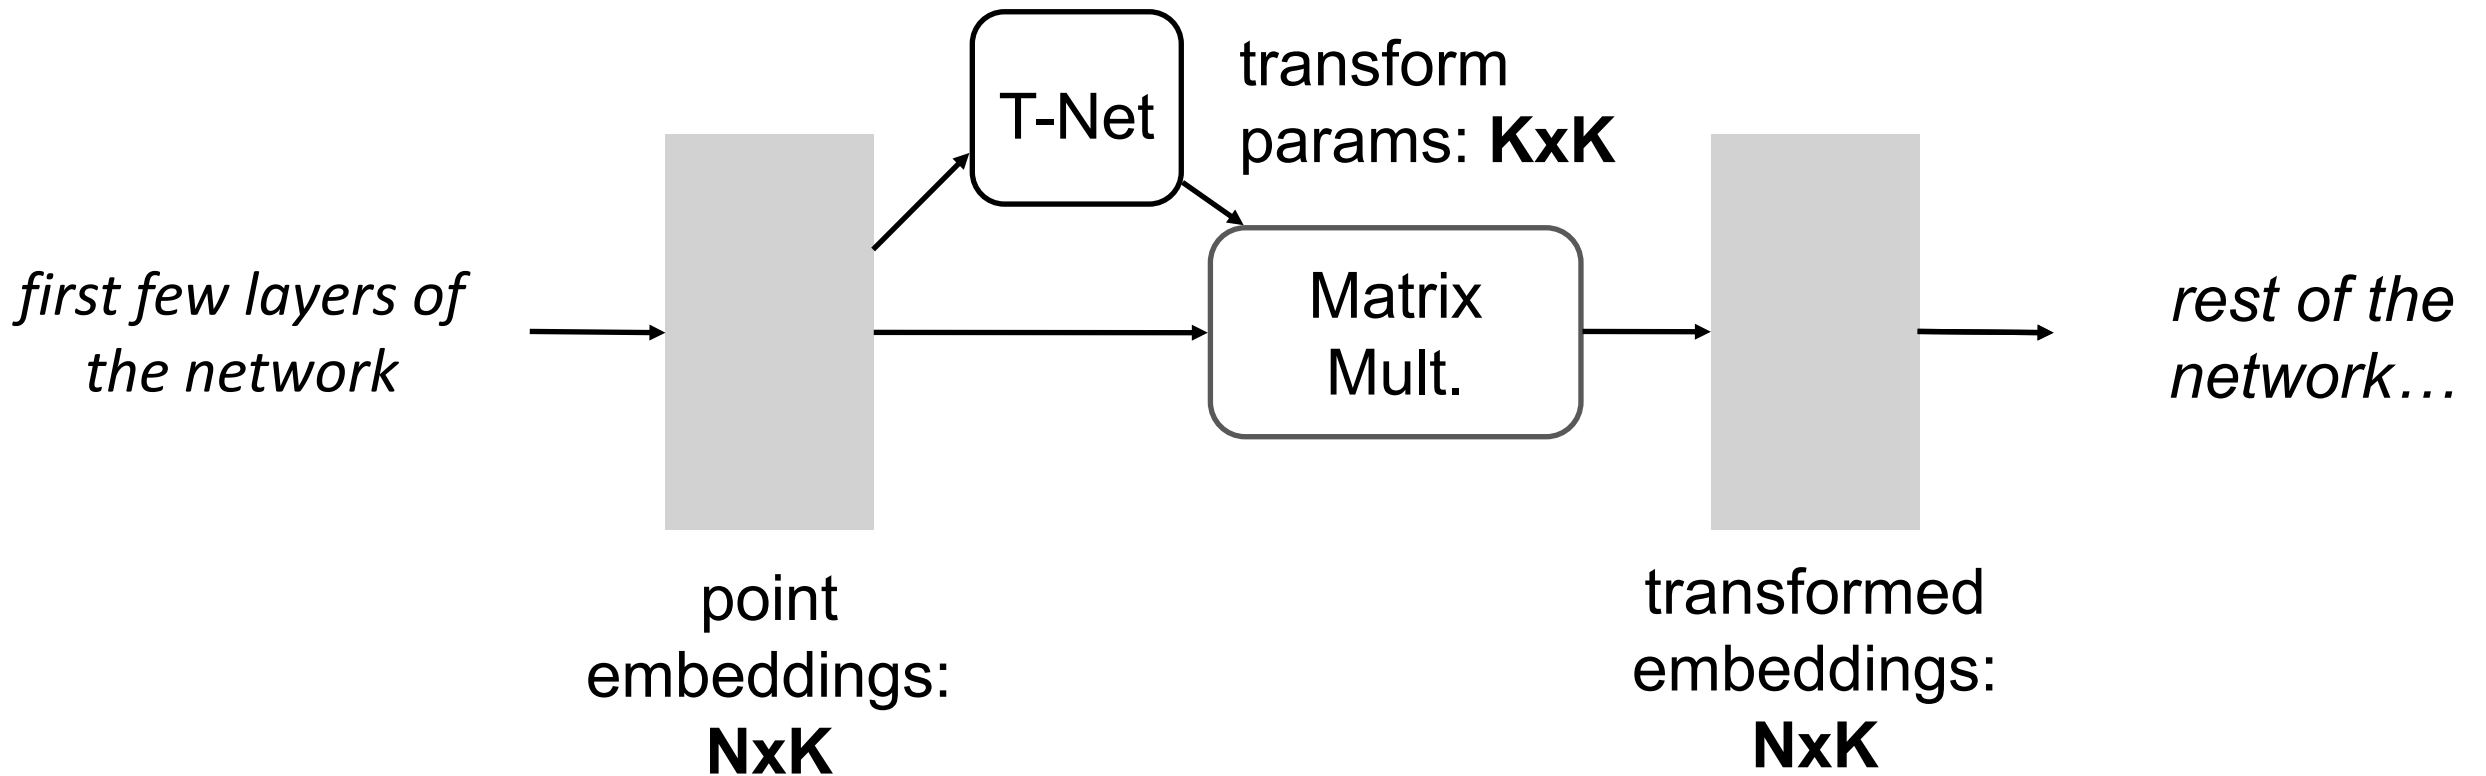 first few layers of
the network
point
embeddings:
NxK
T-Net
transform
params: KxK
Matrix
Mult.
transformed
embeddings:
NxK
rest of the
network…